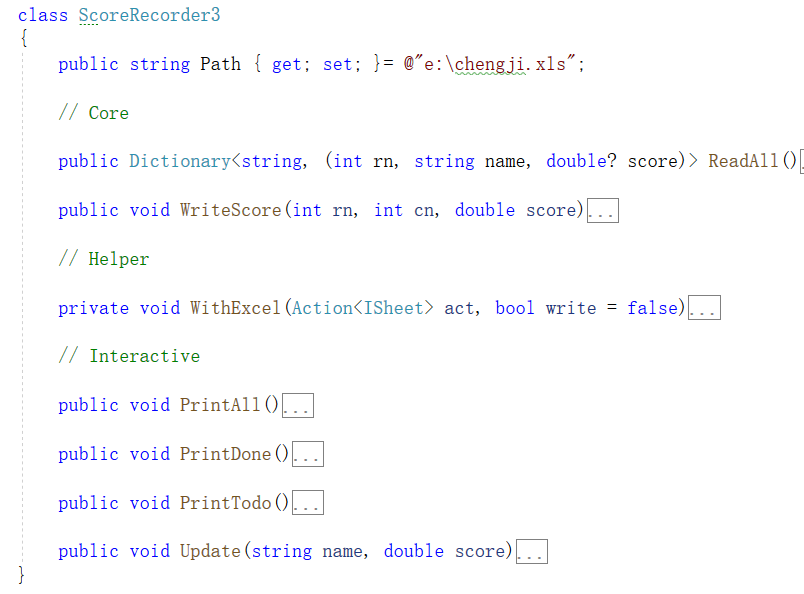 class ScoreRecorder3
{
public string Path { get; set; }= @"e:\chengji.xls";
// Core
public Dictionary<string, (int rn, string name, double? score)> ReadAll()
public void WriteScore(int rn, int cn, double score)...
// Helper
private void WithExcel(Action<ISheet> act, bool write = false)...
// Interactive
public void PrintAll()...
public void PrintDone()...
public void PrintTodo()...
public void Update(string name, double score)...
}